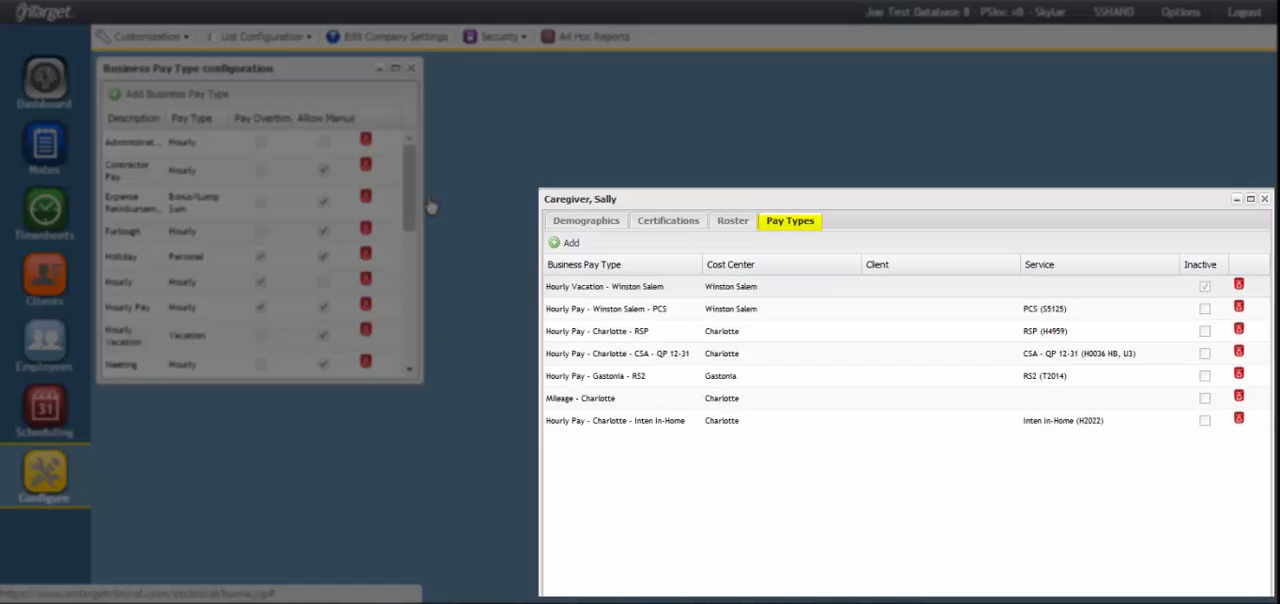 OnTarget
Joe Test Database 8 - PSInc v8 - Skylar SSHAND Options Logout
Customization List Configuration Edit Company Settings Security Ad Hoc Reports
Business Pay Type configuration
Add Business Pay Type
Description Pay Type Pay Overtim Allow Manua
Administrat... Hourly
Contractor Pay Hourly
Expense Reimbursem... Bonus/Lump Sum
Furlough Hourly
Holiday Personal
Hourly Hourly
Hourly Pay Hourly
Hourly Vacation Vacation
Meeting Hourly
Dashboard
Notes
Timesheets
Clients
Employees
31
Scheduling
Configure
Caregiver, Sally
Demographics Certifications Roster Pay Types
Add
Business Pay Type Cost Center Client Service Inactive
Hourly Vacation - Winston Salem Winston Salem
Hourly Pay - Winston Salem - PCS Winston Salem PCS (S5125)
Hourly Pay - Charlotte - RSP Charlotte RSP (H4959)
Hourly Pay - Charlotte - CSA - QP 12-31 Charlotte CSA - QP 12-31 (H0036 HB, U3)
Hourly Pay - Gastonia - RS2 Gastonia RS2 (T2014)
Mileage - Charlotte Charlotte
Hourly Pay - Charlotte - Inten In-Home Charlotte Inten In-Home (H2022)